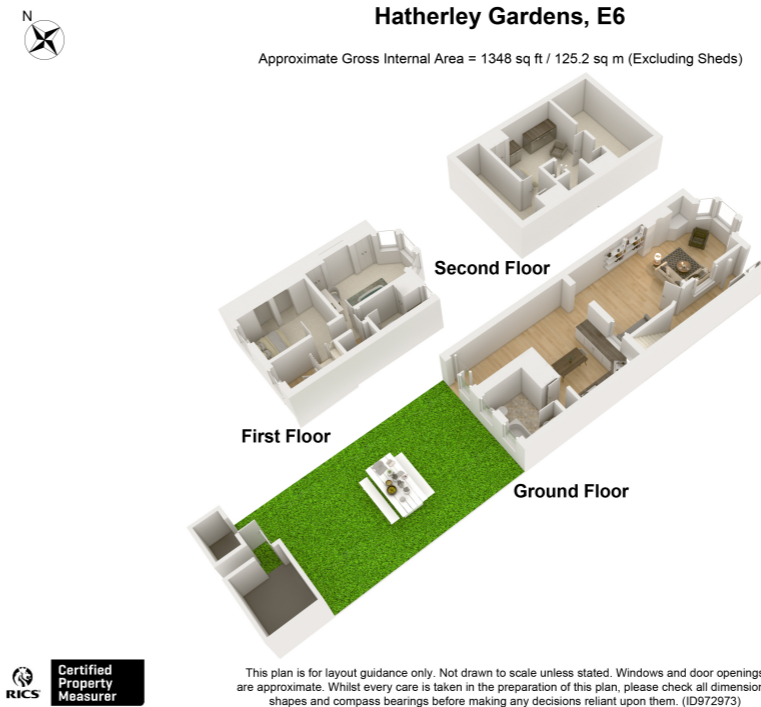 N
Hatherley Gardens, E6
Approximate Gross Internal Area = 1348 sq ft / 125.2 sq m (Excluding Sheds)
Second Floor
First Floor
Ground Floor
RICS
Certified
Property
Measurer
This plan is for layout guidance only. Not drawn to scale unless stated. Windows and door openings
are approximate. Whilst every care is taken in the preparation of this plan, please check all dimension
shapes and compass bearings before making any decisions reliant upon them. (ID972973)